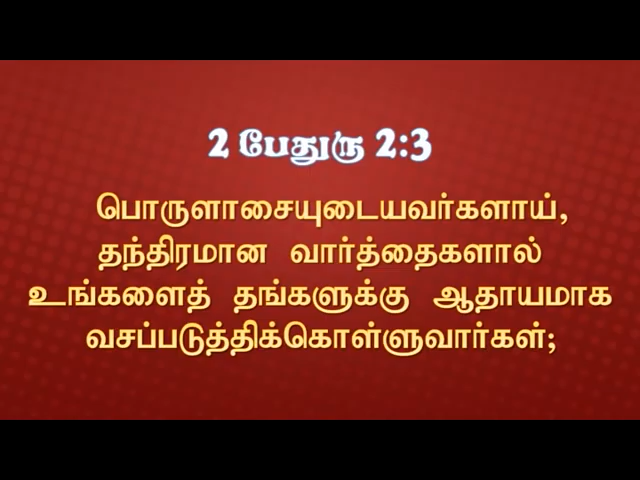 2 பேதுரு 2:3
பொருளாசையுடையவர்களாய்,
தந்திரமான வார்த்தைகளால்
உங்களைத் தங்களுக்கு ஆதாயமாக
வசப்படுத்திக்கொள்ளுவார்கள்;